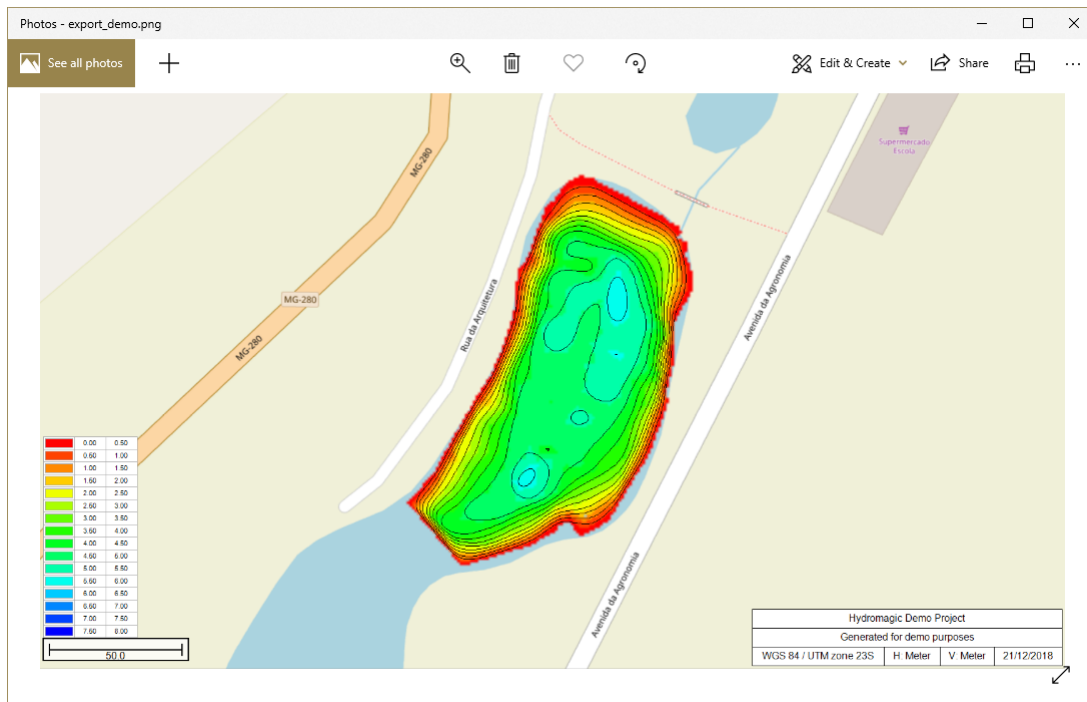 Photos - export_demo.png
See all photos
Edit & Create
Share
MG-280
Supermercado
Escola
MG-280
Rua da Arquitetura
Avenida da Agronomia
MG-280
0.00 0.50
0.50 1.00
1.00 1.50
1.50 2.00
2.00 2.50
2.50 3.00
3.00 3.50
3.50 4.00
4.00 4.50
4.50 5.00
5.00 5.50
5.50 6.00
6.00 6.50
6.50 7.00
7.00 7.50
7.50 8.00
50.0
Avenida da Agronomia
Hydromagic Demo Project
Generated for demo purposes
WGS 84 / UTM zone 23S H: Meter V: Meter 21/12/2018